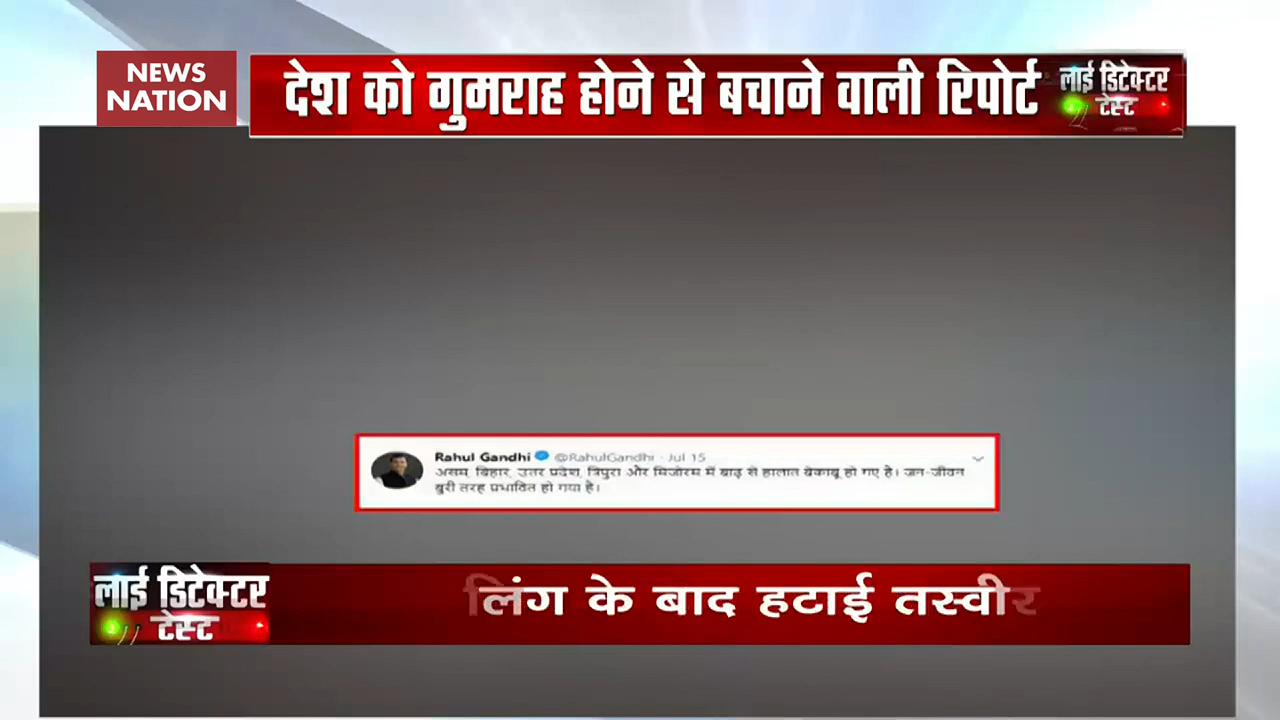 NEWS
NATION
देश को गुमराह होने से बचाने वाली रिपोर्ट
लाई डिटेक्टर
टेस्ट
Rahul Gandhi @RahulGandhi · Jul 15
असम, बिहार, उत्तर प्रदेश, त्रिपुरा और मिजोरम में बाढ़ से हालात बेकाबू हो गए है। जन-जीवन
बुरी तरह प्रभावित हो गया है।
लाई डिटेक्टर
टेस्ट
लिंग के बाद हटाई तस्वीर